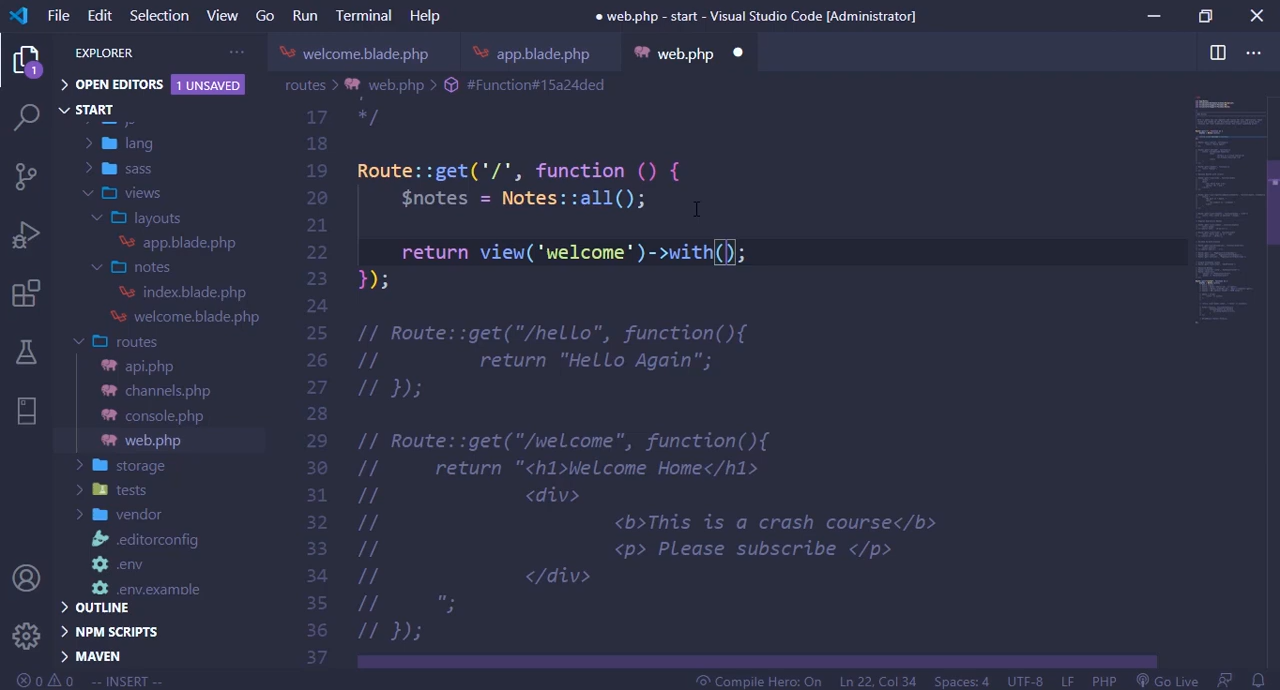 File Edit Selection View Go Run Terminal Help ● web.php - start - Visual Studio Code [Administrator]
EXPLORER ···
welcome.blade.php app.blade.php web.php ●
1
OPEN EDITORS 1 UNSAVED
routes > web.php > #Function#15a24ded
START
js
lang
sass
views
layouts
app.blade.php
notes
index.blade.php
welcome.blade.php
routes
api.php
channels.php
console.php
web.php
storage
tests
vendor
.editorconfig
.env
.env.example
OUTLINE
NPM SCRIPTS
MAVEN
17 */
18
19 Route::get('/', function () {
20 $notes = Notes::all();
21
22 return view('welcome')->with();
23 });
24
25 // Route::get("/hello", function(){
26 // return "Hello Again";
27 // });
28
29 // Route::get("/welcome", function(){
30 // return "<h1>Welcome Home</h1>
31 // <div>
32 // <b>This is a crash course</b>
33 // <p> Please subscribe </p>
34 // </div>
35 // ";
36 // });
37
0 0 -- INSERT -- Compile Hero: On Ln 22, Col 34 Spaces: 4 UTF-8 LF PHP Go Live